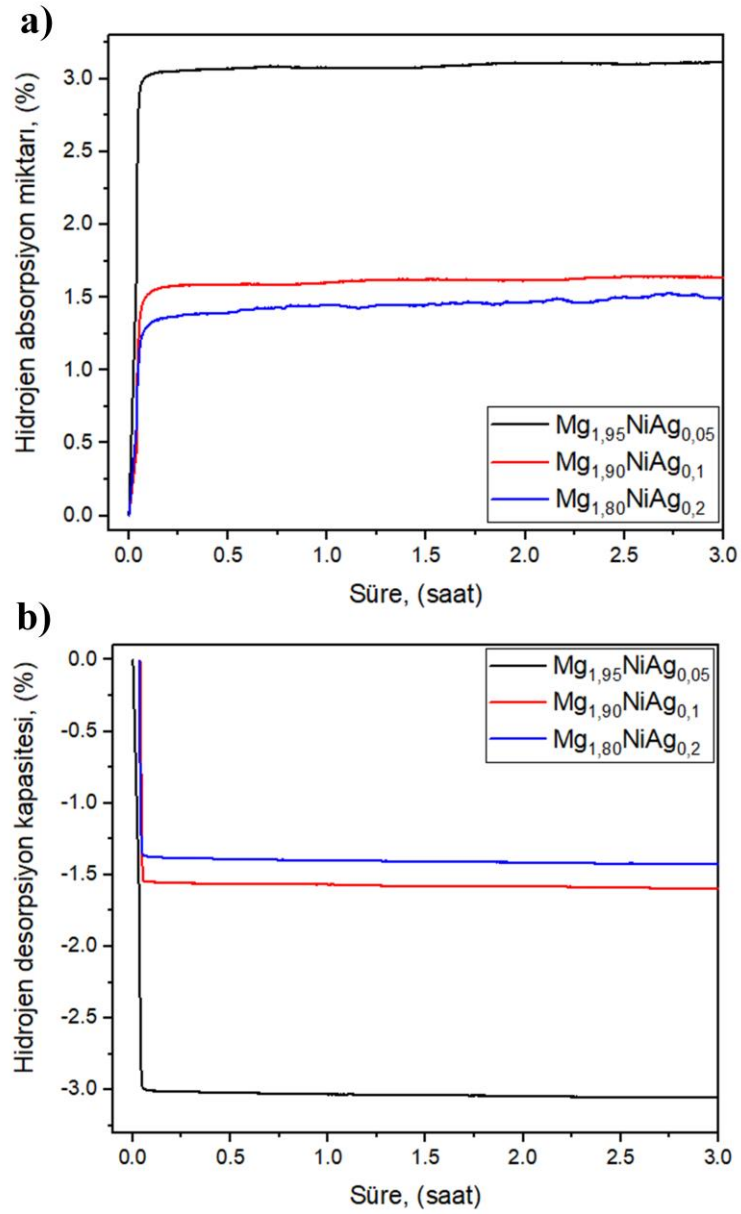 a)
Hidrojen absorpsiyon miktarı, (%)
3.0
2.5
2.0
1.5
1.0
0.5
0.0
Mg1,95NiAg0,05
Mg1,90NiAg0,1
Mg1,80NiAg0,2
0.0 0.5 1.0 1.5 2.0 2.5 3.0
Süre, (saat)
b)
Hidrojen desorpsiyon kapasitesi, (%)
0.0
-0.5
-1.0
-1.5
-2.0
-2.5
-3.0
Mg1,95NiAg0,05
Mg1,90NiAg0,1
Mg1,80NiAg0,2
0.0 0.5 1.0 1.5 2.0 2.5 3.0
Süre, (saat)